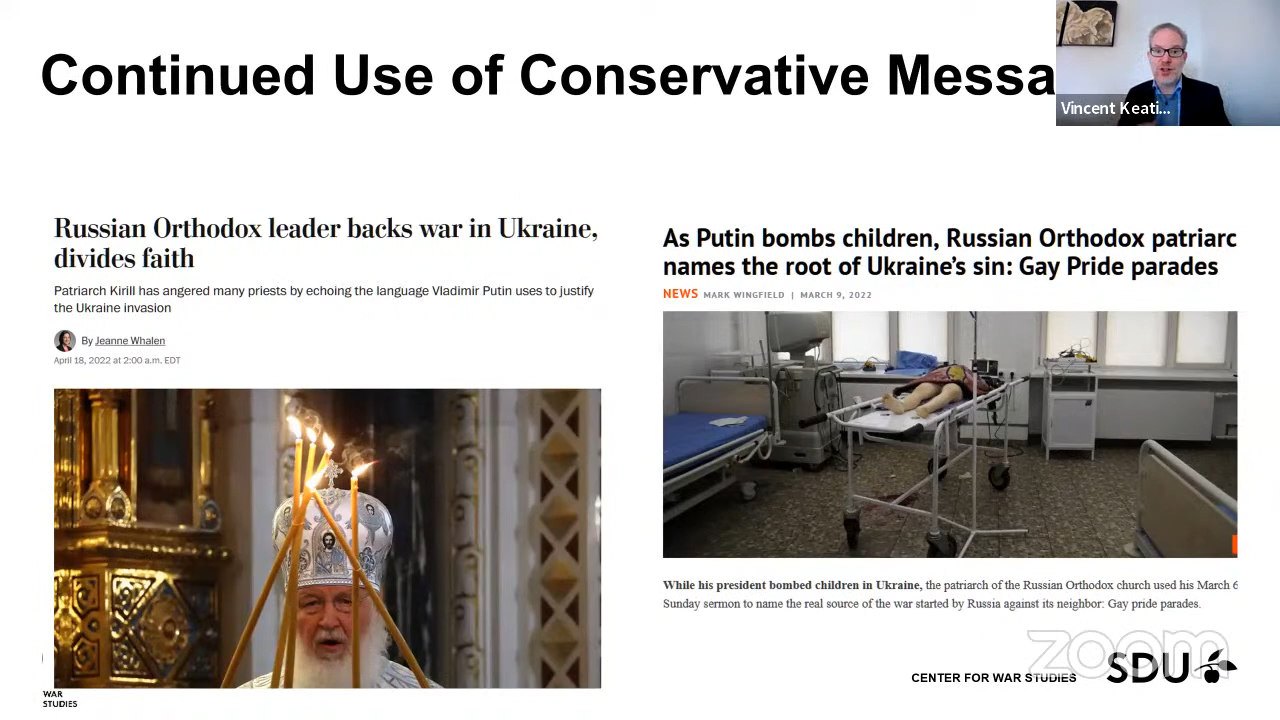 Continued Use of Conservative Messa
Vincent Keati...
Russian Orthodox leader backs war in Ukraine,
divides faith
Patriarch Kirill has angered many priests by echoing the language Vladimir Putin uses to justify
the Ukraine invasion
By Jeanne Whalen
April 18, 2022 at 2:00 a.m. EDT
As Putin bombs children, Russian Orthodox patriarc
names the root of Ukraine’s sin: Gay Pride parades
NEWS MARK WINGFIELD | MARCH 9, 2022
While his president bombed children in Ukraine, the patriarch of the Russian Orthodox church used his March 6
Sunday sermon to name the real source of the war started by Russia against its neighbor: Gay pride parades.
zoom
CENTER FOR WAR STUDIES
SDU
WAR
STUDIES